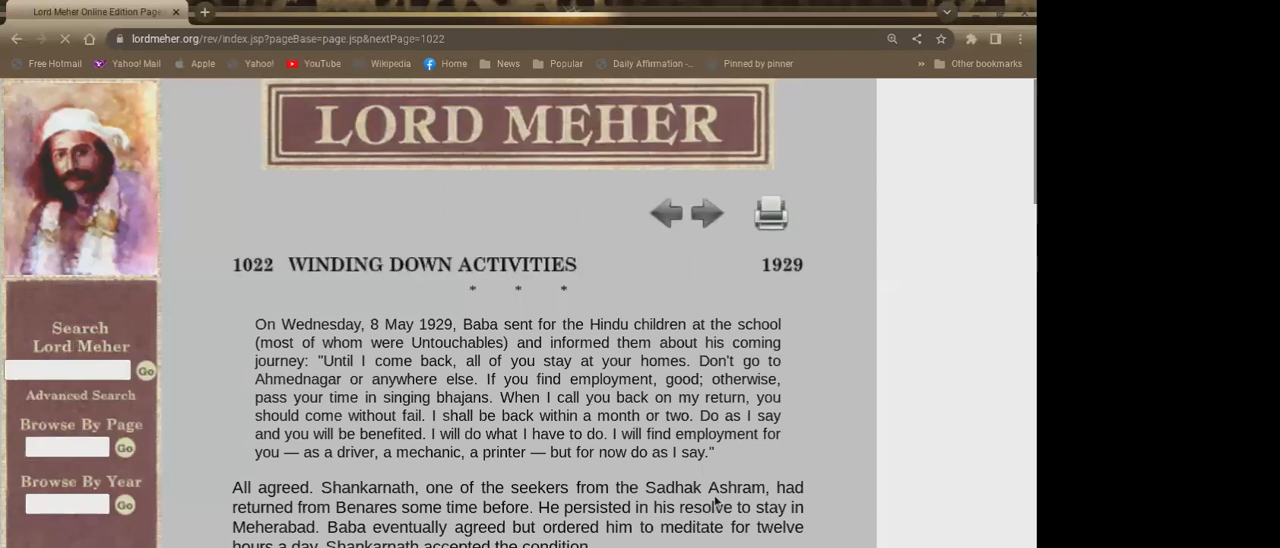 Lord Meher Online Edition Page
lordmeher.org/rev/index.jsp?pageBase=page.jsp&nextPage=1022
Free Hotmail Yahoo! Mail Apple Yahoo! YouTube Wikipedia Home News Popular Daily Affirmation -... Pinned by pinner » Other bookmarks
LORD MEHER
1022 WINDING DOWN ACTIVITIES 1929
* * *
On Wednesday, 8 May 1929, Baba sent for the Hindu children at the school
(most of whom were Untouchables) and informed them about his coming
journey: "Until I come back, all of you stay at your homes. Don't go to
Ahmednagar or anywhere else. If you find employment, good; otherwise,
pass your time in singing bhajans. When I call you back on my return, you
should come without fail. I shall be back within a month or two. Do as I say
and you will be benefited. I will do what I have to do. I will find employment for
you — as a driver, a mechanic, a printer — but for now do as I say."
All agreed. Shankarnath, one of the seekers from the Sadhak Ashram, had
returned from Benares some time before. He persisted in his resolve to stay in
Meherabad. Baba eventually agreed but ordered him to meditate for twelve
hours a day. Shankarnath accepted the condition.
Search
Lord Meher
Go
Advanced Search
Browse By Page
Go
Browse By Year
Go